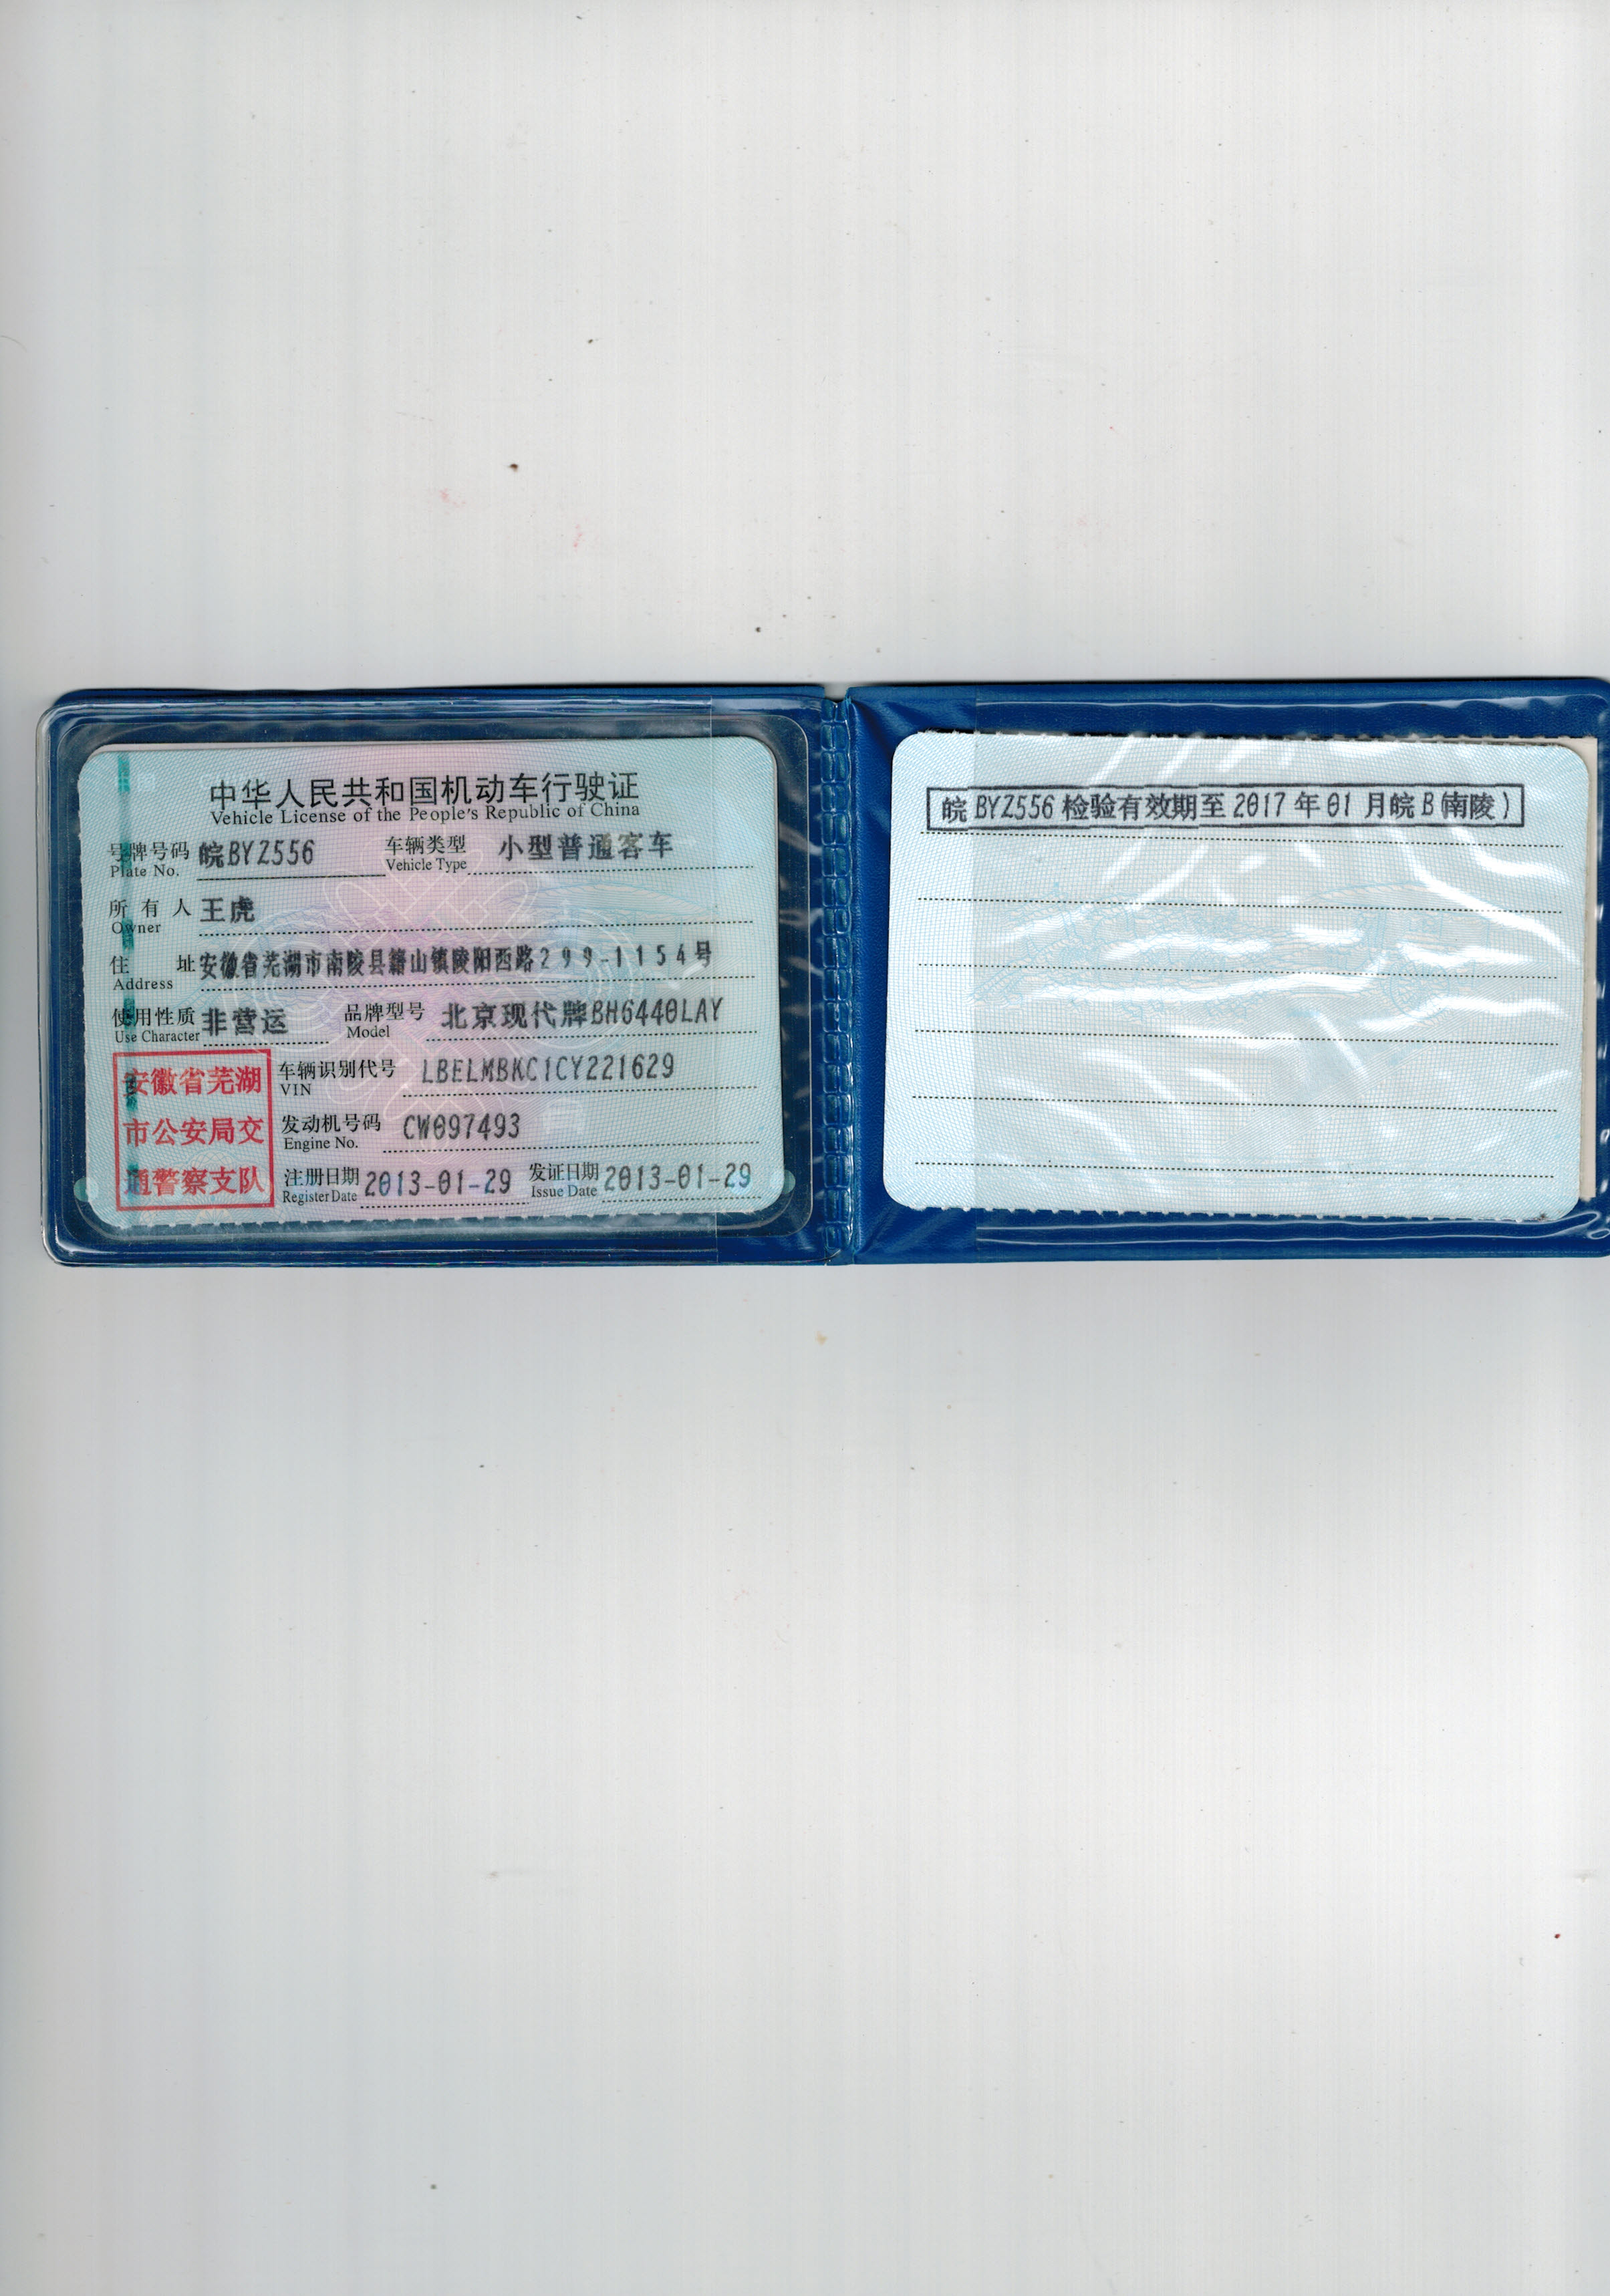 中华人民共和国机动车行驶证
Vehicle License of the People's Republic of China
号牌号码 皖BYZ556 车辆类型 小型普通客车
Plate No. Vehicle Type
所有人 王虎
Owner
住址 安徽省芜湖市南陵县籍山镇陵阳西路299-1154号
Address
使用性质 非营运 品牌型号 北京现代牌BH6440LAY
Use Character Model
安徽省芜湖
市公安局交
通警察支队
车辆识别代号 LBELMBKC1CY221629
VIN
发动机号码 CW097493
Engine No.
注册日期 2013-01-29 发证日期 2013-01-29
Register Date Issue Date
皖BYZ556检验有效期至2017年01月皖B(南陵)